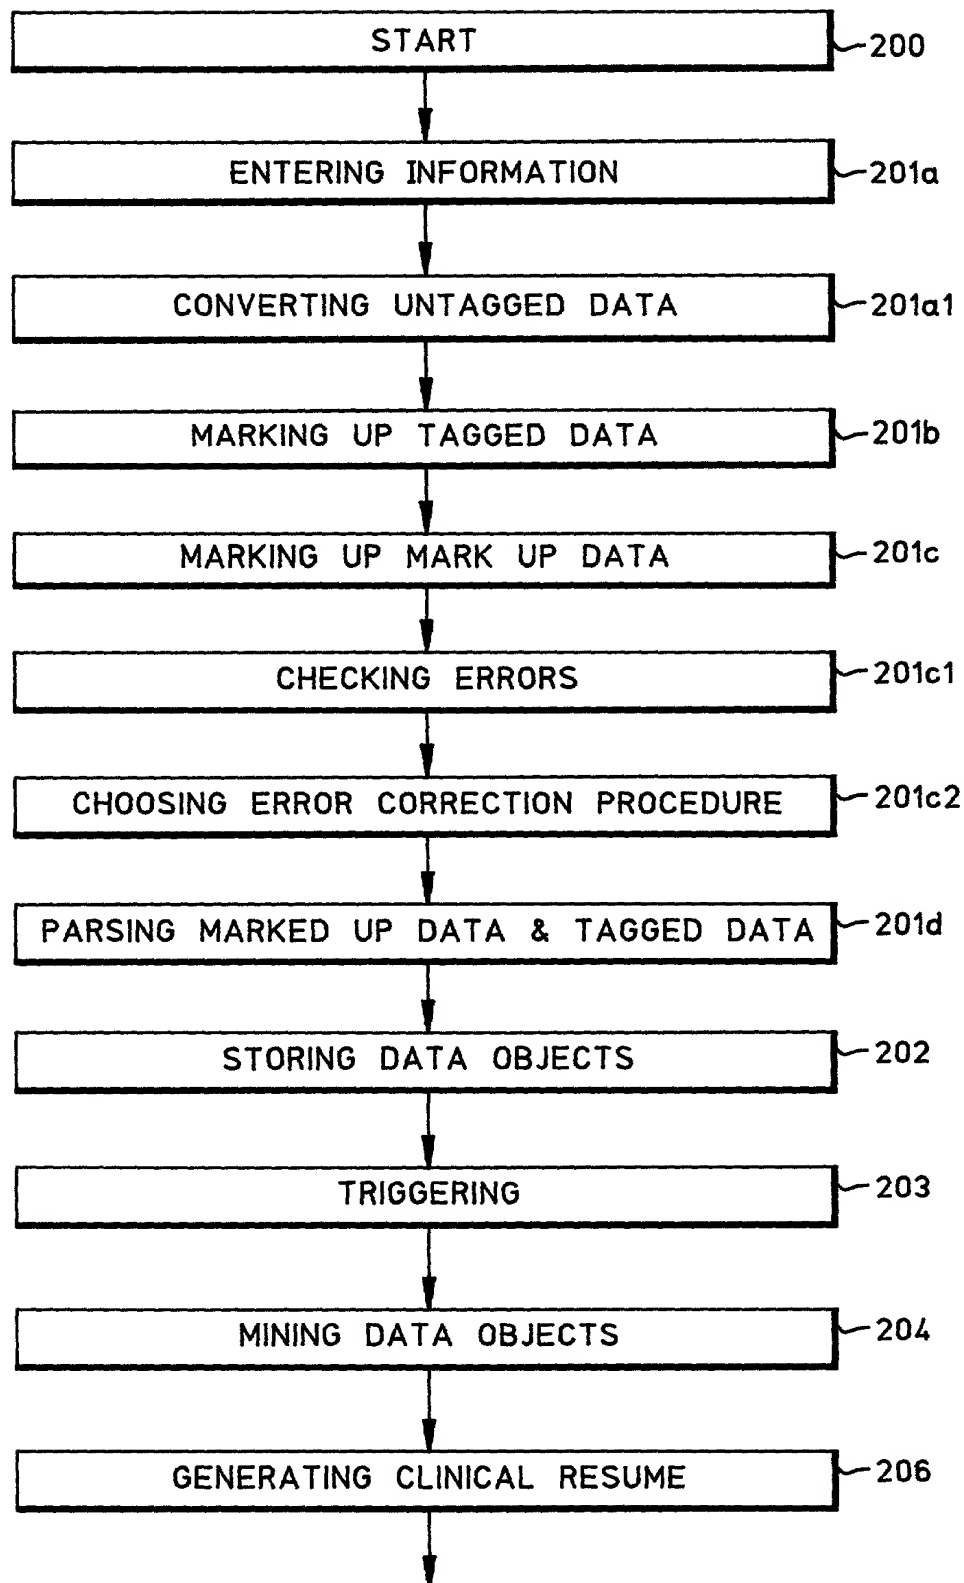 START 200
ENTERING INFORMATION 201a
CONVERTING UNTAGGED DATA 201a1
MARKING UP TAGGED DATA 201b
MARKING UP MARK UP DATA 201c
CHECKING ERRORS 201c1
CHOOSING ERROR CORRECTION PROCEDURE 201c2
PARSING MARKED UP DATA & TAGGED DATA 201d
STORING DATA OBJECTS 202
TRIGGERING 203
MINING DATA OBJECTS 204
GENERATING CLINICAL RESUME 206